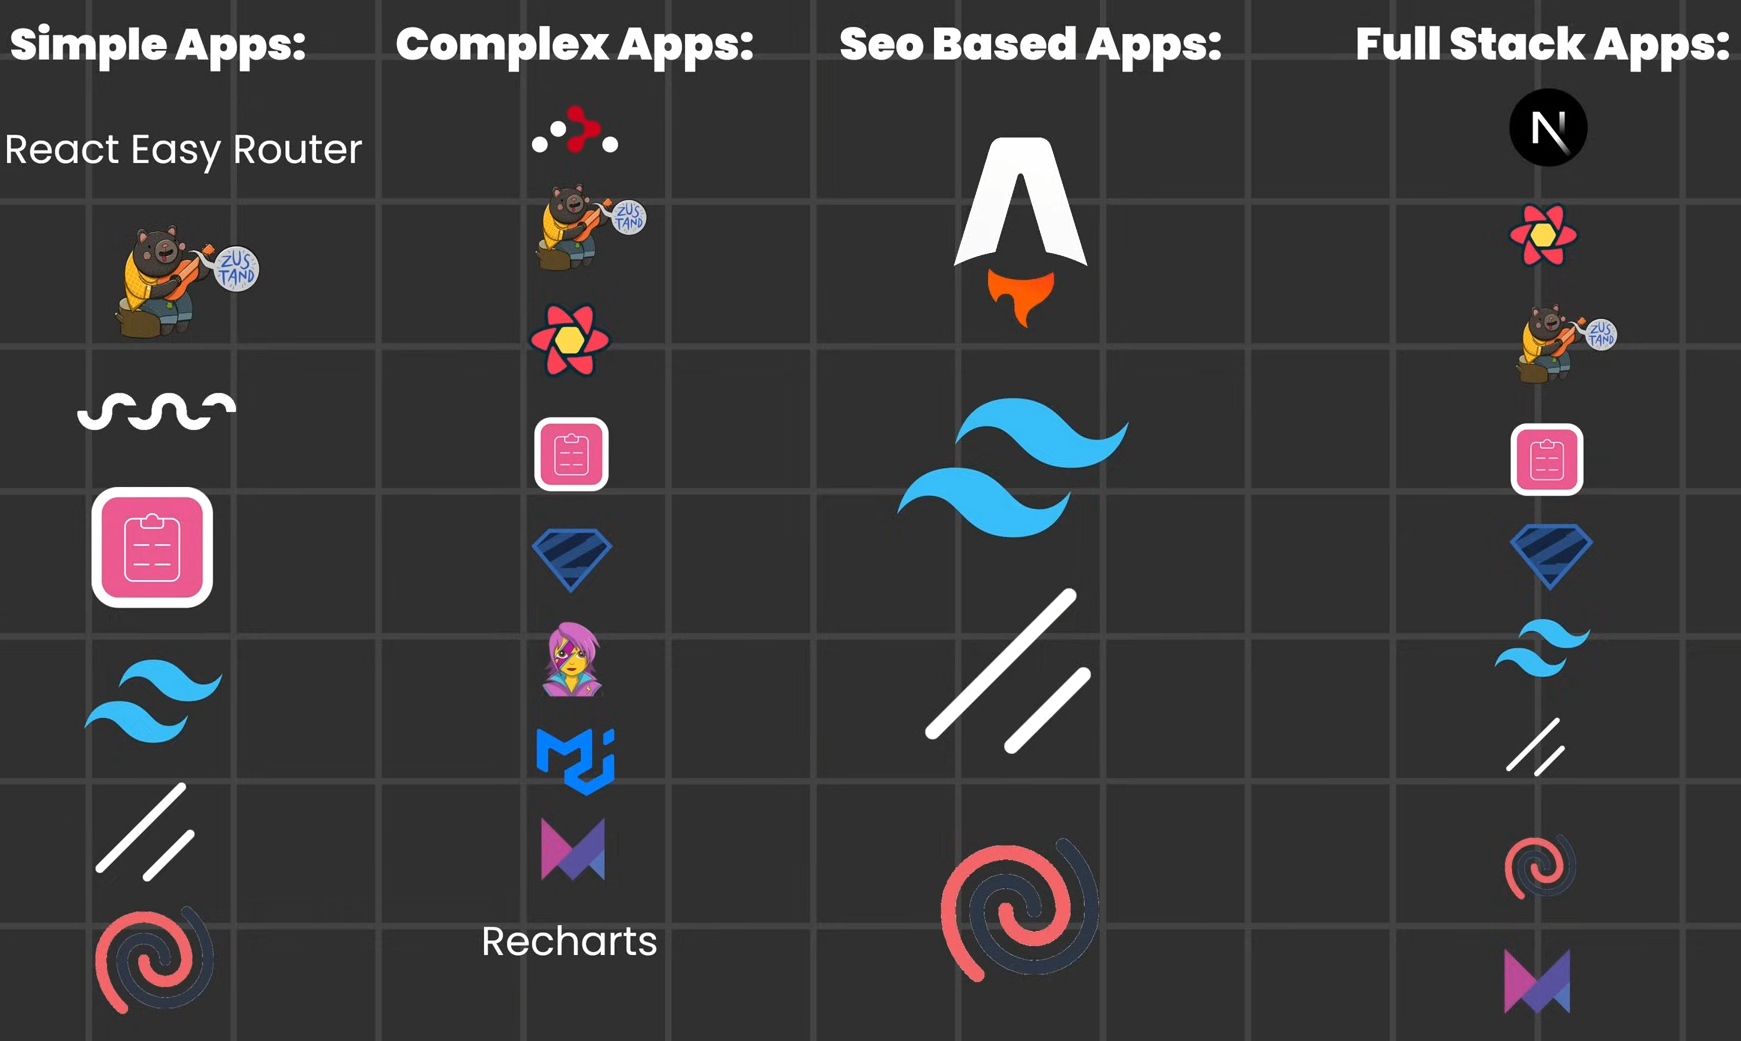 Simple Apps:
Complex Apps:
Seo Based Apps:
Full Stack Apps:
React Easy Router
N
ZUS
TAND
ZUS
TAND
ZUS
TAND
Recharts